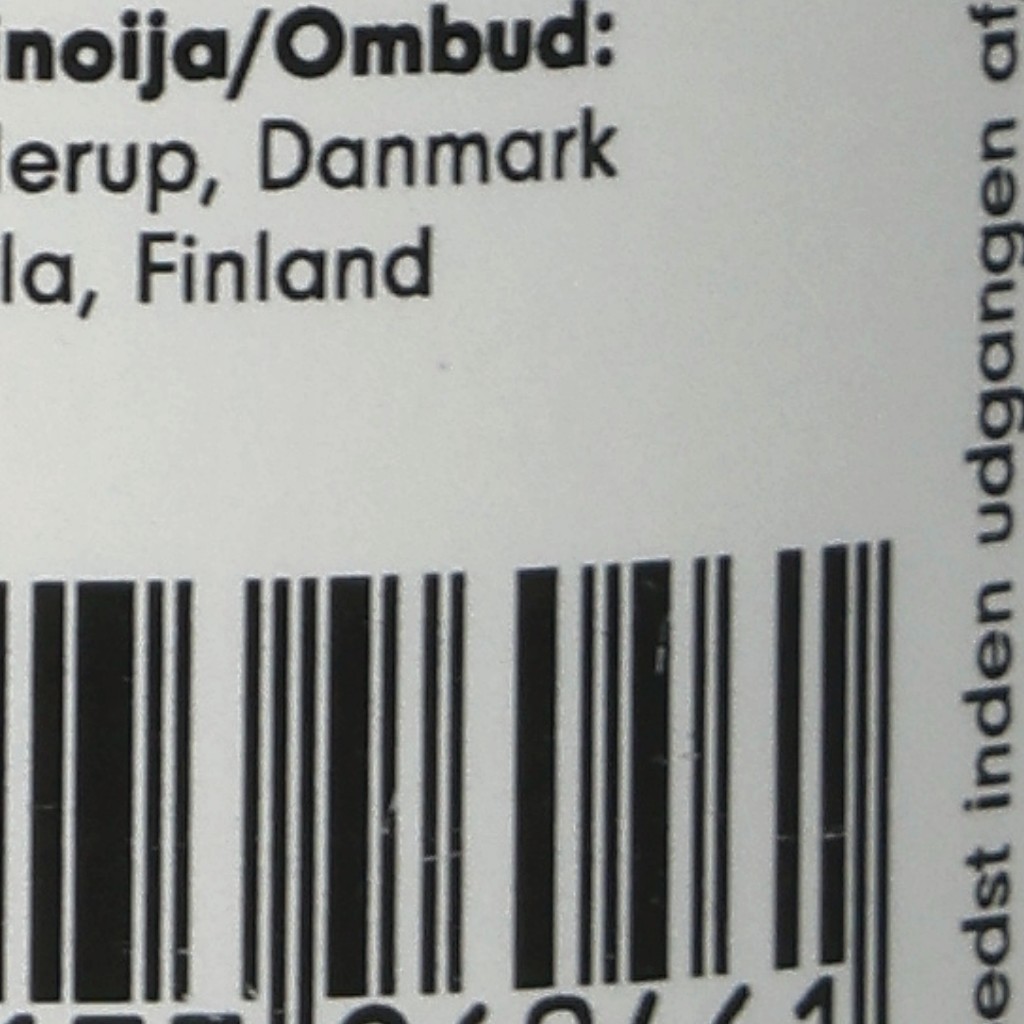 noija/Ombud:
lerup, Danmark
la, Finland
edst inden udgangen af